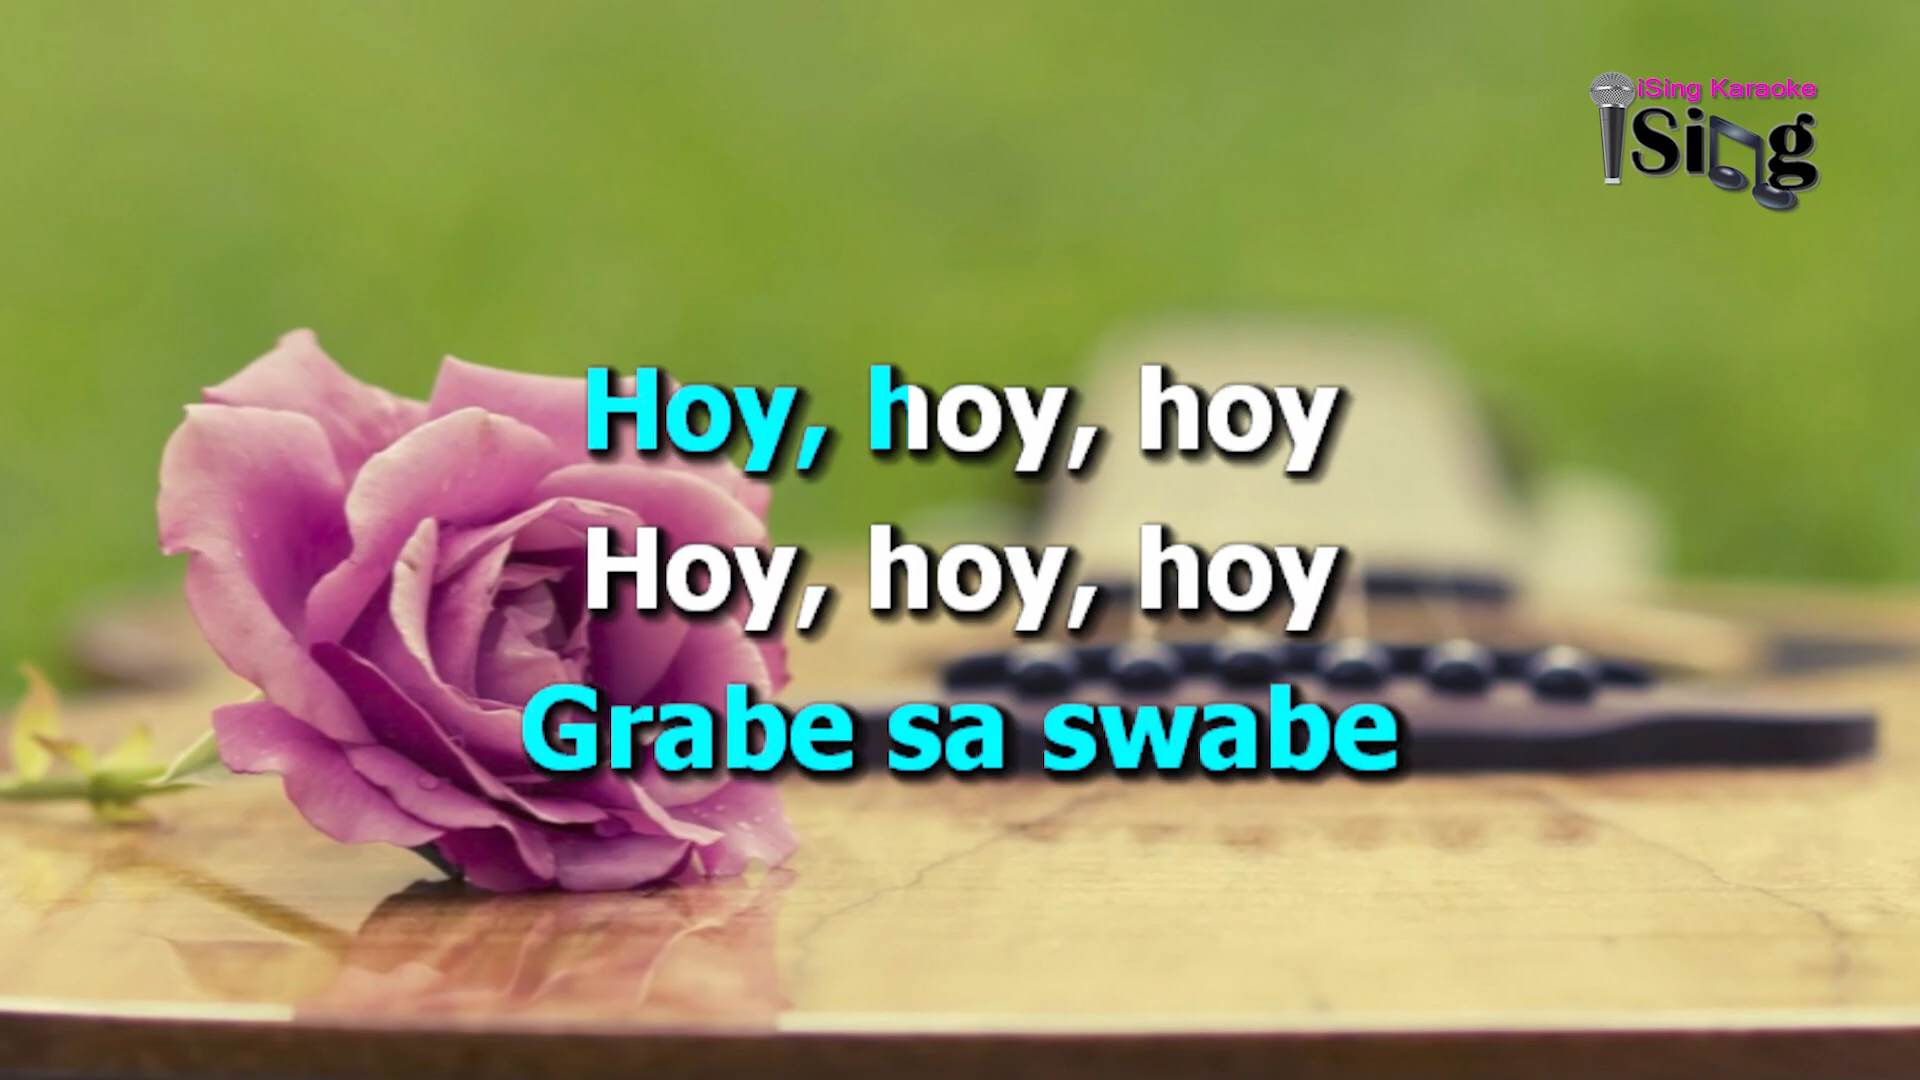 iSing Karaoke
iSing
Hoy, hoy, hoy
Hoy, hoy, hoy
Grabe sa swabe